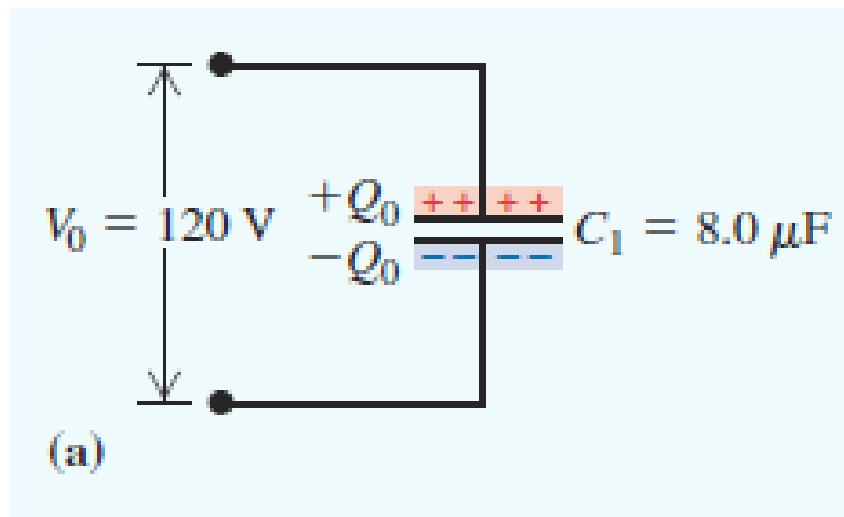 +Q₀ ++ ++
V₀ = 120 V C₁ = 8.0 μF
−Q₀ −− −−
(a)